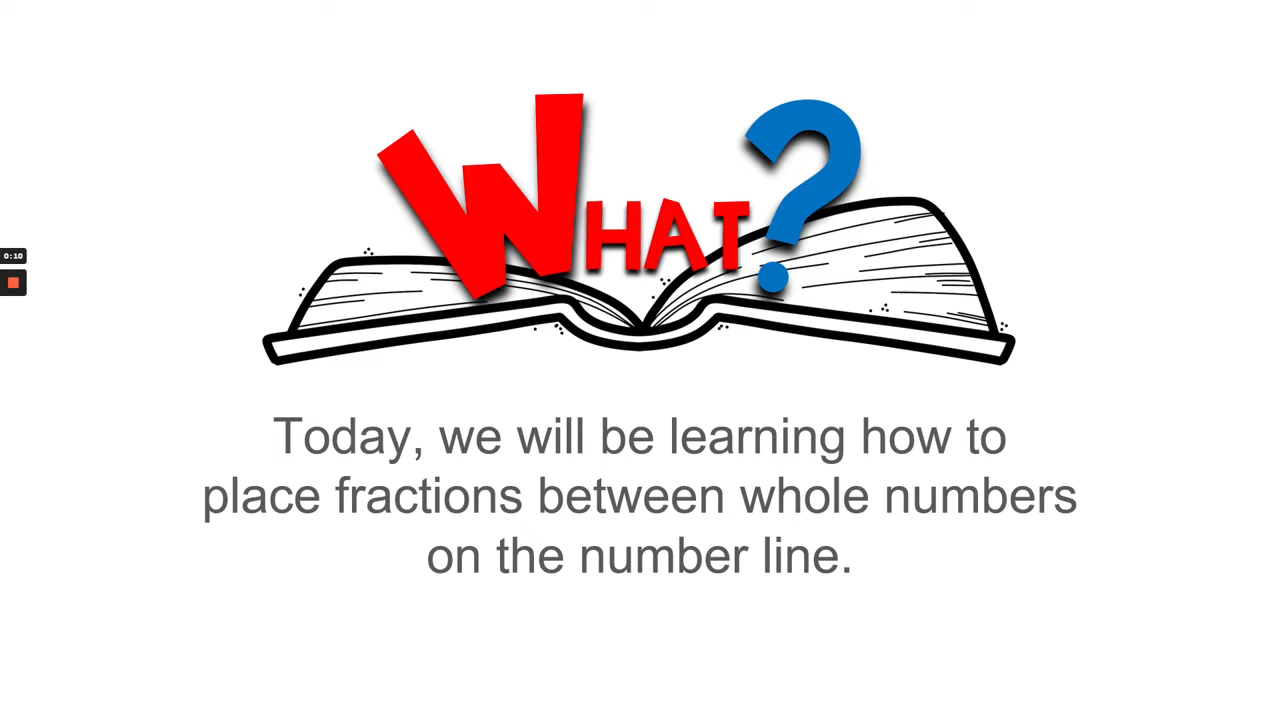 WHAT?
0:10
Today, we will be learning how to
place fractions between whole numbers
on the number line.